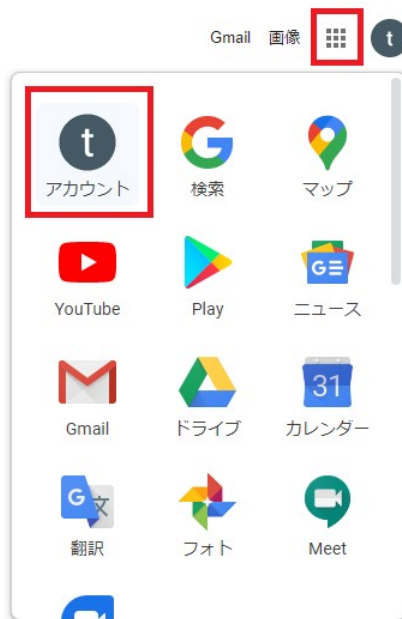 Gmail 画像 t
t
アカウント 検索 マップ
G≡
YouTube Play ニュース
31
Gmail ドライブ カレンダー
G 文
翻訳 フォト Meet